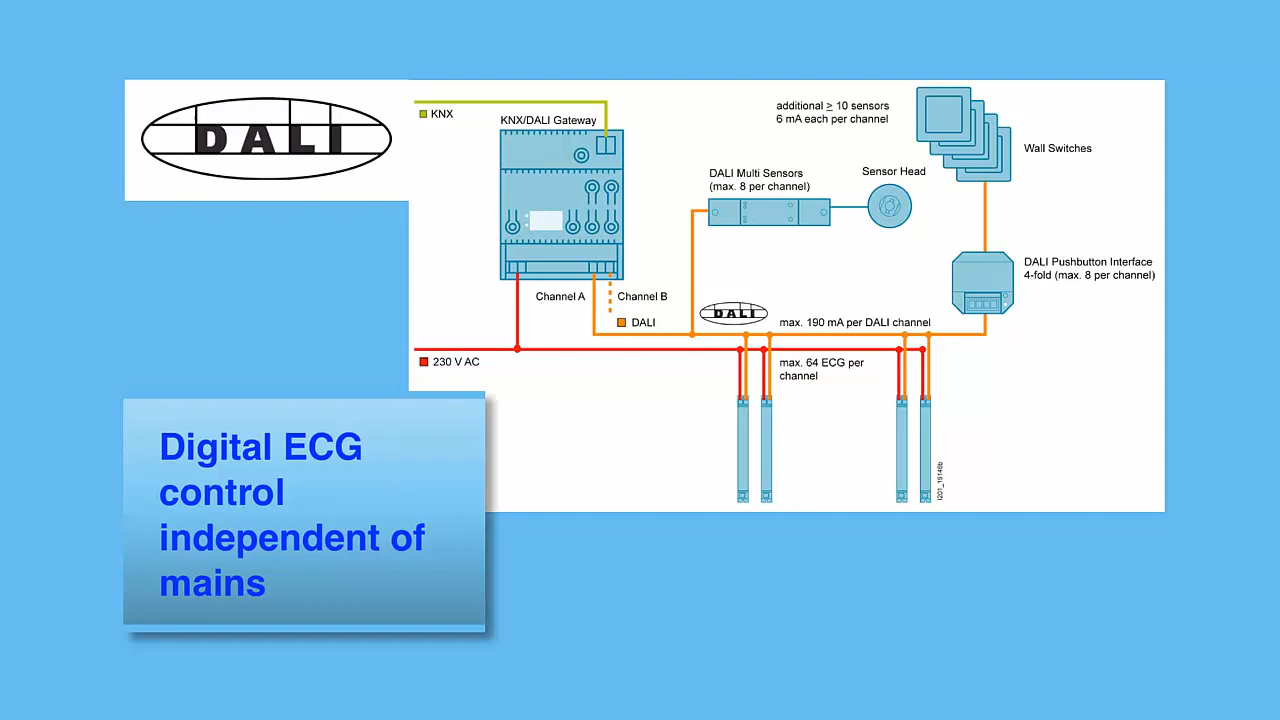 DALI
KNX
KNX/DALI Gateway
additional ≥ 10 sensors
6 mA each per channel
Wall Switches
DALI Multi Sensors
(max. 8 per channel)
Sensor Head
DALI Pushbutton Interface
4-fold (max. 8 per channel)
Channel A
Channel B
DALI
DALI
max. 190 mA per DALI channel
230 V AC
max. 64 ECG per
channel
I201_19146b
Digital ECG
control
independent of
mains